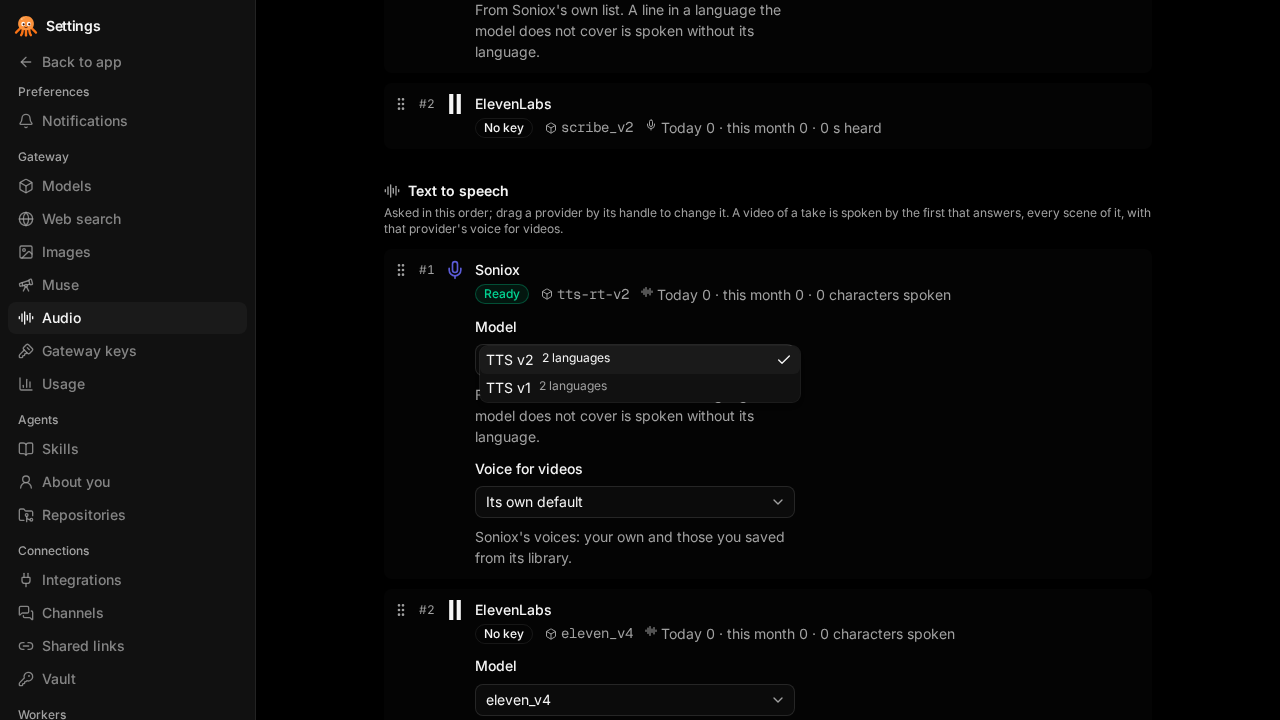 Settings
Back to app
Preferences
Notifications
Gateway
Models
Web search
Images
Muse
Audio
Gateway keys
Usage
Agents
Skills
About you
Repositories
Connections
Integrations
Channels
Shared links
Vault
Workers
From Soniox's own list. A line in a language the
model does not cover is spoken without its
language.
#2
ElevenLabs
No key
scribe_v2
Today 0 · this month 0 · 0 s heard
Text to speech
Asked in this order; drag a provider by its handle to change it. A video of a take is spoken by the first that answers, every scene of it, with
that provider's voice for videos.
#1
Soniox
Ready
tts-rt-v2
Today 0 · this month 0 · 0 characters spoken
Model
TTS v2 2 languages
TTS v1 2 languages
model does not cover is spoken without its
language.
Voice for videos
Its own default
Soniox's voices: your own and those you saved
from its library.
#2
ElevenLabs
No key
eleven_v4
Today 0 · this month 0 · 0 characters spoken
Model
eleven_v4